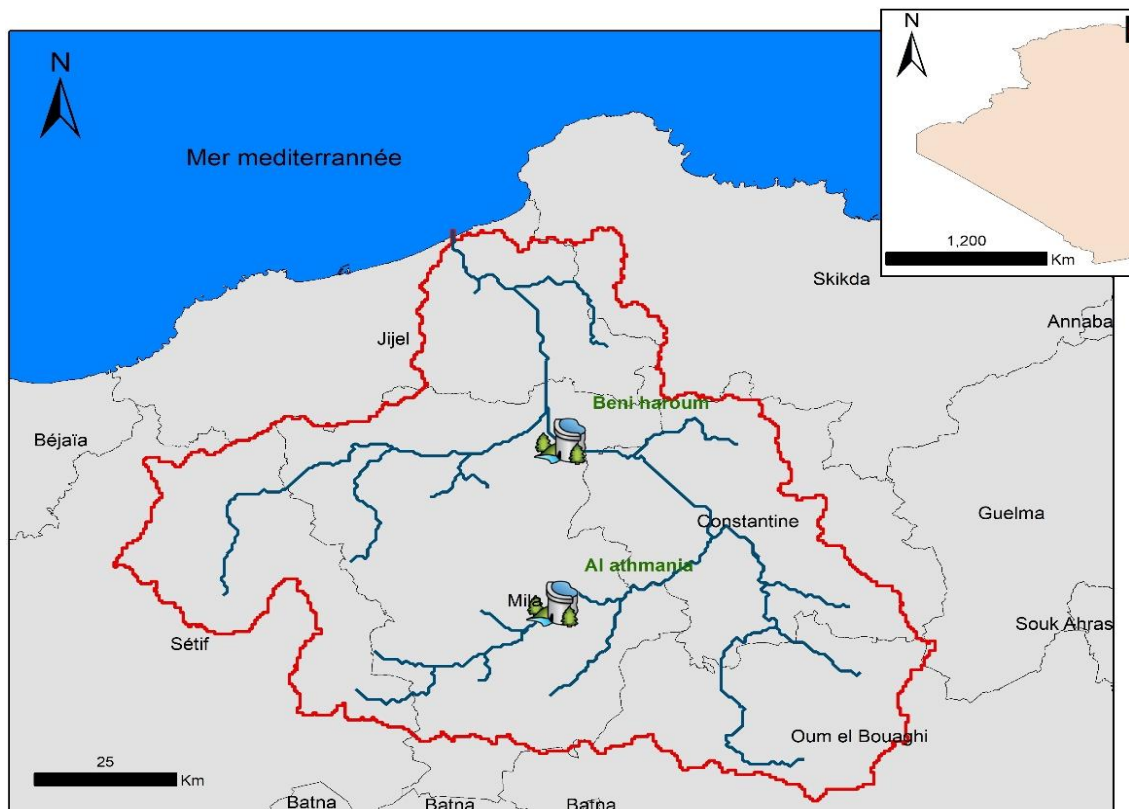 N
N
Mer mediterrannée
1,200
Km
Skikda
Annaba
Jijel
Beni haroum
Béjaïa
Guelma
Constantine
Al athmania
Mila
Souk Ahras
Sétif
Oum el Bouaghi
25
Km
Batna
Batna
Batna